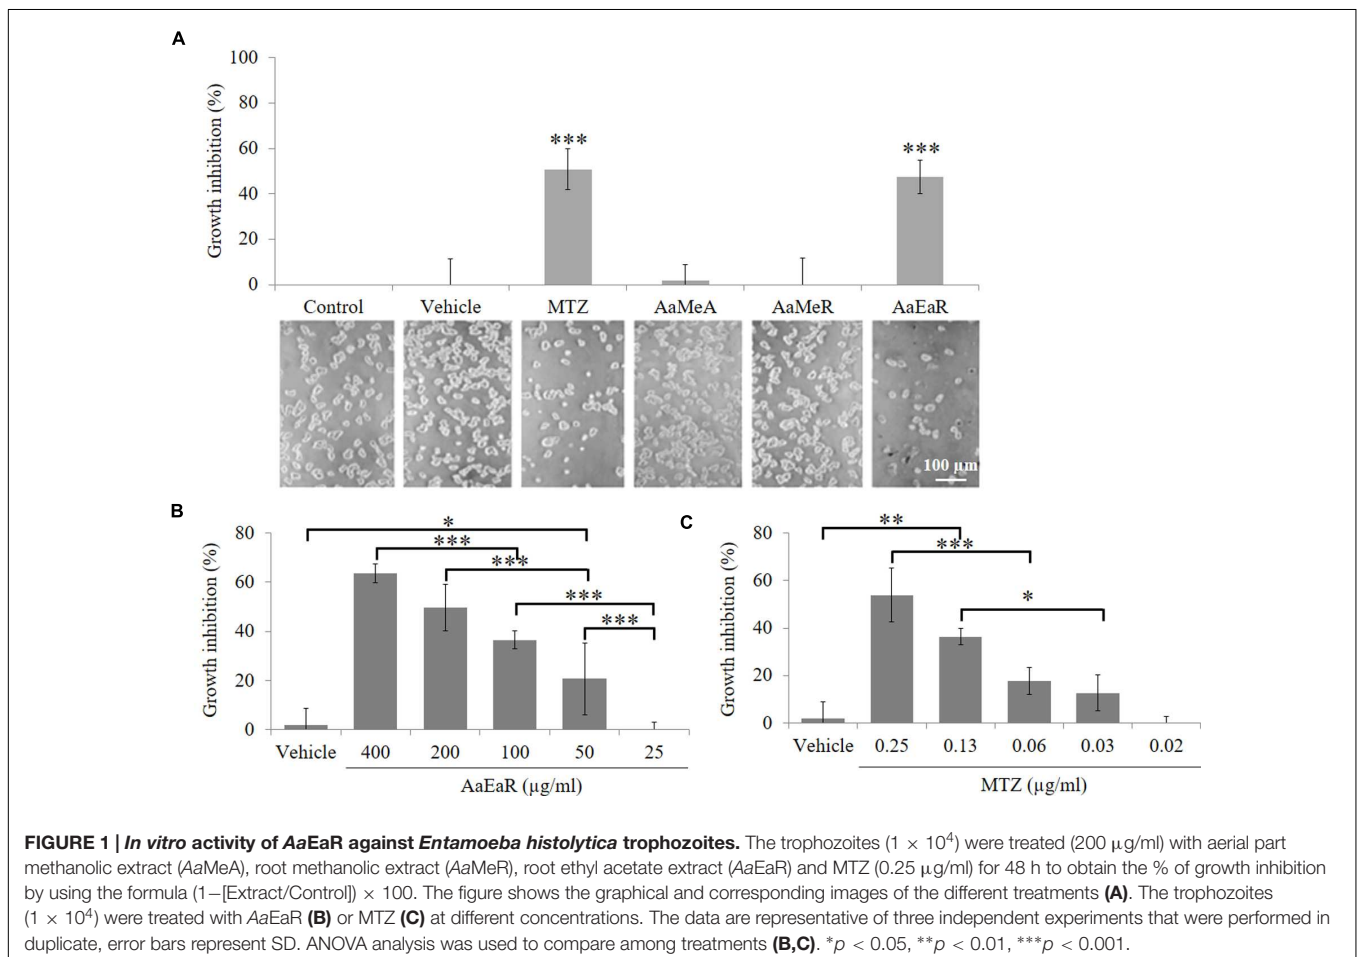 A
Growth inhibition (%)
100
80
60
40
20
0
***
***
Control Vehicle MTZ AaMeA AaMeR AaEaR
100 µm
B
Growth inhibition (%)
80
60
40
20
0
*
***
***
***
***
Vehicle 400 200 100 50 25
AaEaR (µg/ml)
C
Growth inhibition (%)
80
60
40
20
0
**
***
*
Vehicle 0.25 0.13 0.06 0.03 0.02
MTZ (µg/ml)
FIGURE 1 | In vitro activity of AaEaR against Entamoeba histolytica trophozoites. The trophozoites (1 × 10⁴) were treated (200 µg/ml) with aerial part
methanolic extract (AaMeA), root methanolic extract (AaMeR), root ethyl acetate extract (AaEaR) and MTZ (0.25 µg/ml) for 48 h to obtain the % of growth inhibition
by using the formula (1−[Extract/Control]) × 100. The figure shows the graphical and corresponding images of the different treatments (A). The trophozoites
(1 × 10⁴) were treated with AaEaR (B) or MTZ (C) at different concentrations. The data are representative of three independent experiments that were performed in
duplicate, error bars represent SD. ANOVA analysis was used to compare among treatments (B,C). *p < 0.05, **p < 0.01, ***p < 0.001.